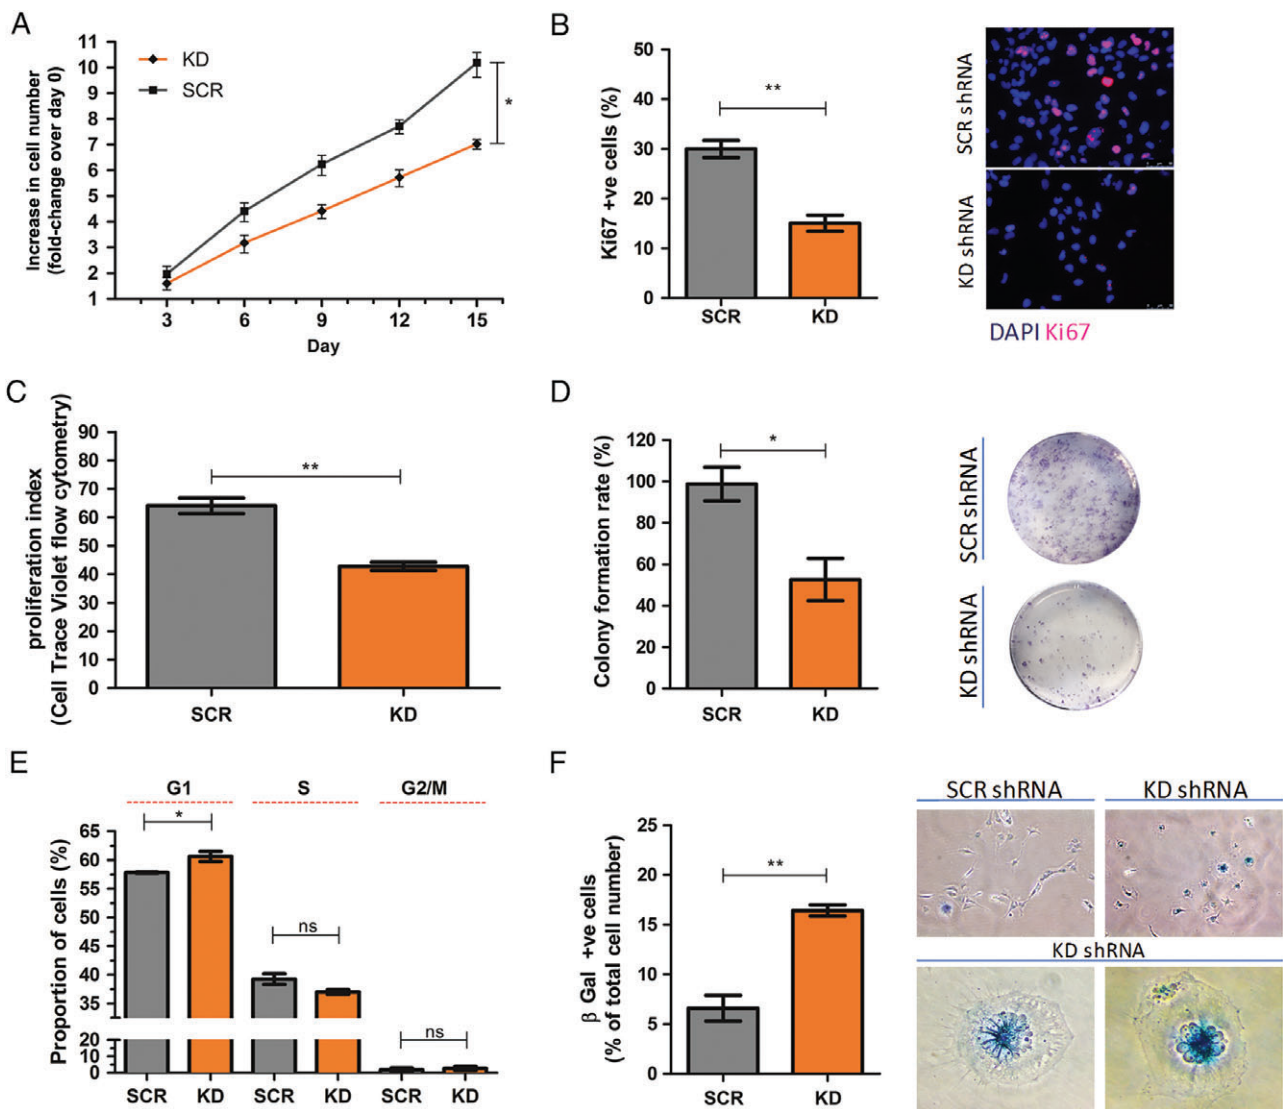 A
Increase in cell number
(fold-change over day 0)
11
10
9
8
7
6
5
4
3
2
1
KD
SCR
*
3 6 9 12 15
Day
B
Ki67 +ve cells (%)
50
40
30
20
10
0
**
SCR KD
SCR shRNA
KD shRNA
DAPI Ki67
C
proliferation index
(Cell Trace Violet flow cytometry)
90
80
70
60
50
40
30
20
10
0
**
SCR KD
D
Colony formation rate (%)
120
100
80
60
40
20
0
*
SCR KD
SCR shRNA
KD shRNA
E
G1 S G2/M
Proportion of cells (%)
65
60
55
50
45
40
35
20
10
0
*
ns
ns
SCR KD SCR KD SCR KD
F
β Gal +ve cells
(% of total cell number)
25
20
15
10
5
0
**
SCR KD
SCR shRNA KD shRNA
KD shRNA